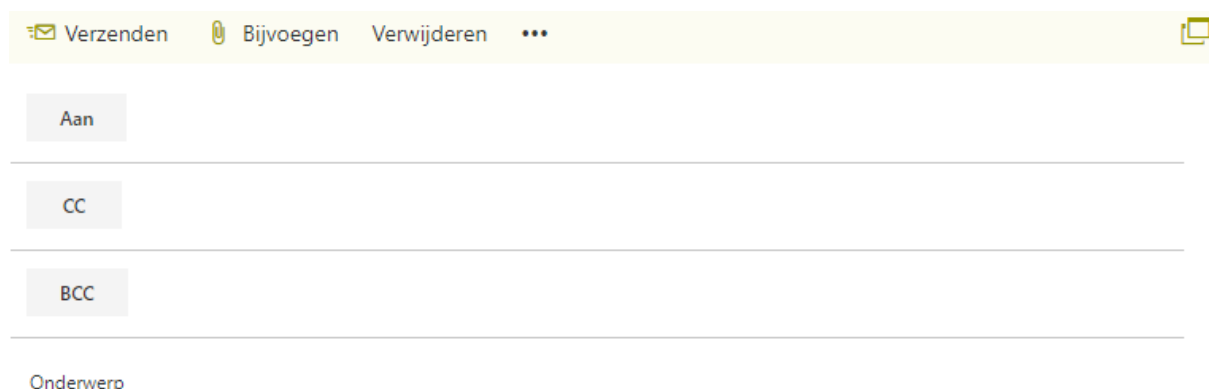 Verzenden Bijvoegen Verwijderen •••
Aan
CC
BCC
Onderwerp